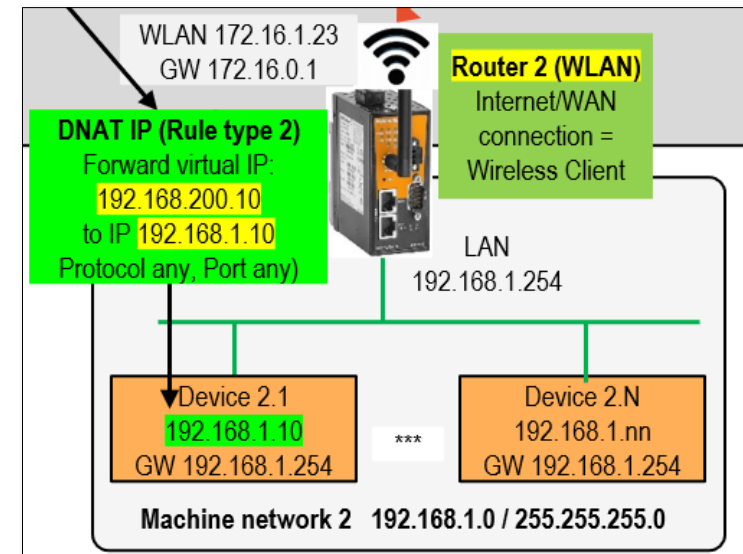 WLAN 172.16.1.23
GW 172.16.0.1
Router 2 (WLAN)
Internet/WAN
connection =
Wireless Client
DNAT IP (Rule type 2)
Forward virtual IP:
192.168.200.10
to IP 192.168.1.10
Protocol any, Port any)
LAN
192.168.1.254
Device 2.1
192.168.1.10
GW 192.168.1.254
***
Device 2.N
192.168.1.nn
GW 192.168.1.254
Machine network 2 192.168.1.0 / 255.255.255.0